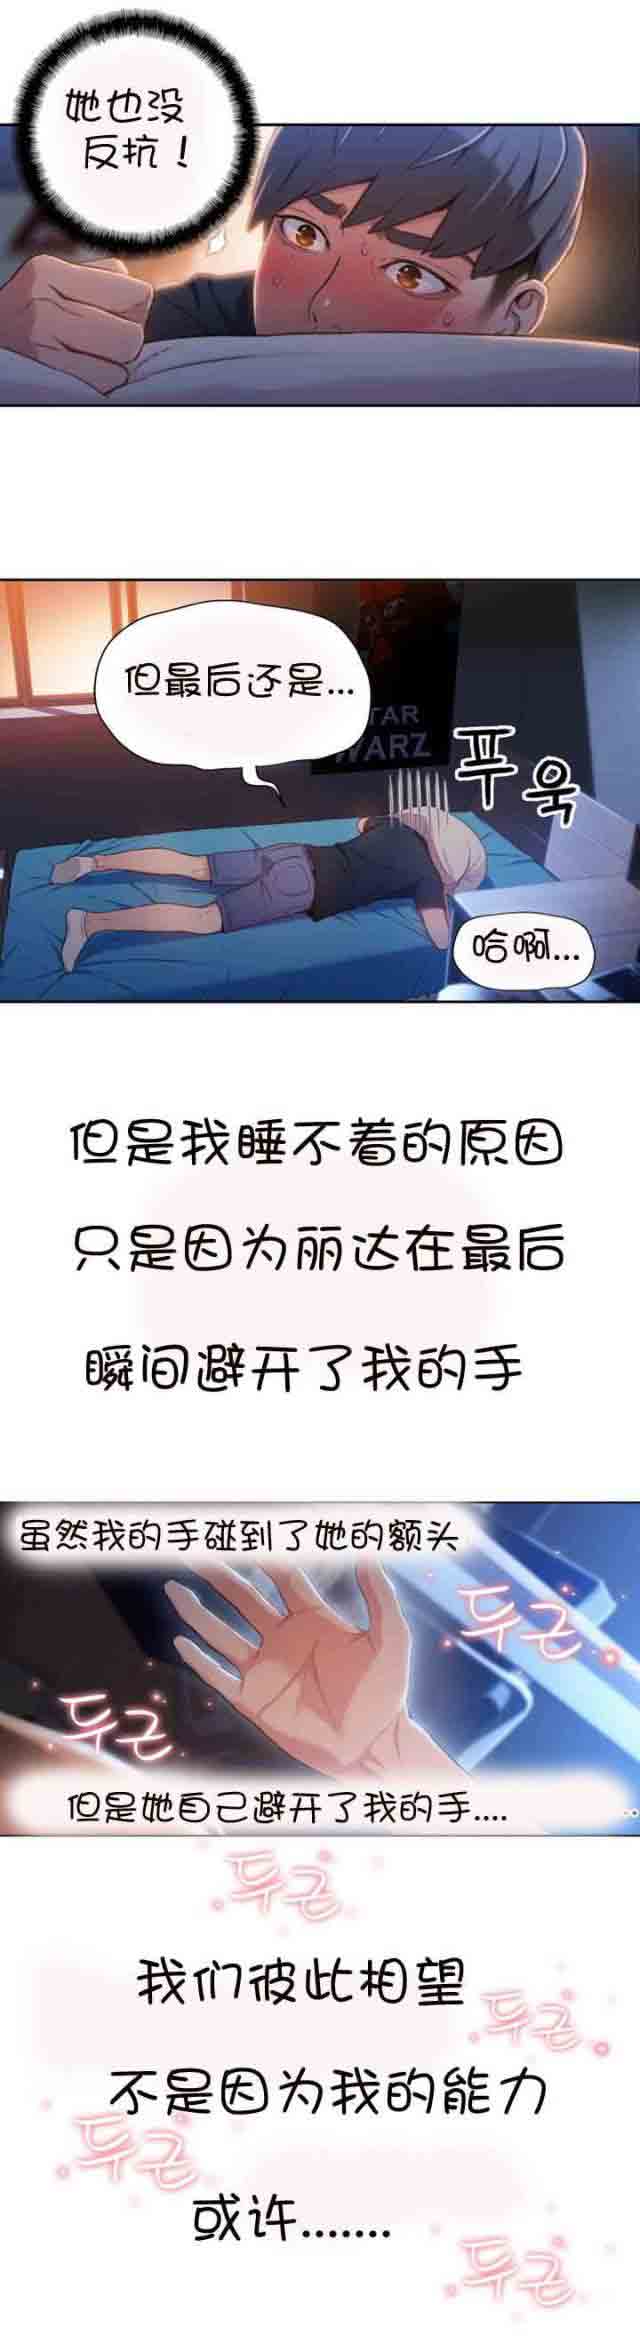 她也没
反抗！
但最后还是...
STAR
WARZ
푸욱
哈啊...
但是我睡不着的原因
只是因为丽达在最后
瞬间避开了我的手
虽然我的手碰到了她的额头
두근
두근
但是她自己避开了我的手....
두근
我们彼此相望
두근
不是因为我的能力
두근
或许.......
두근